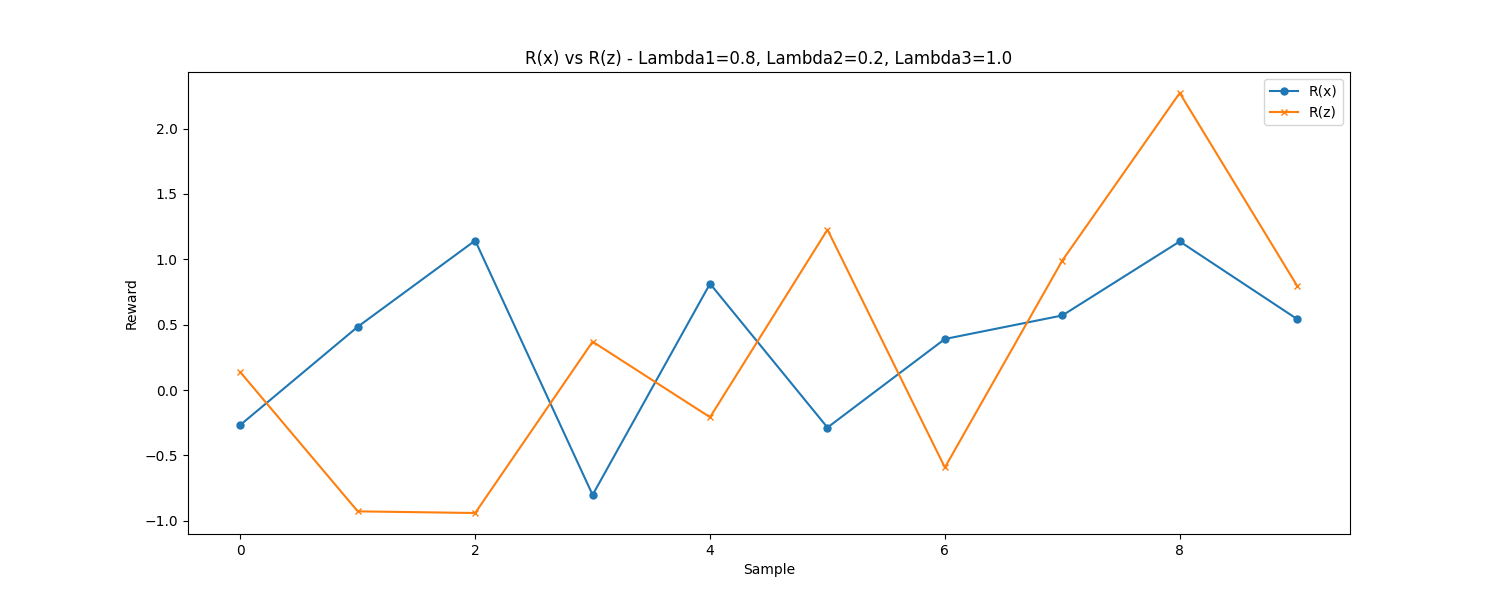 R(x) vs R(z) - Lambda1=0.8, Lambda2=0.2, Lambda3=1.0
R(x)
R(z)
2.0
1.5
1.0
0.5
0.0
−0.5
−1.0
Reward
0 2 4 6 8
Sample